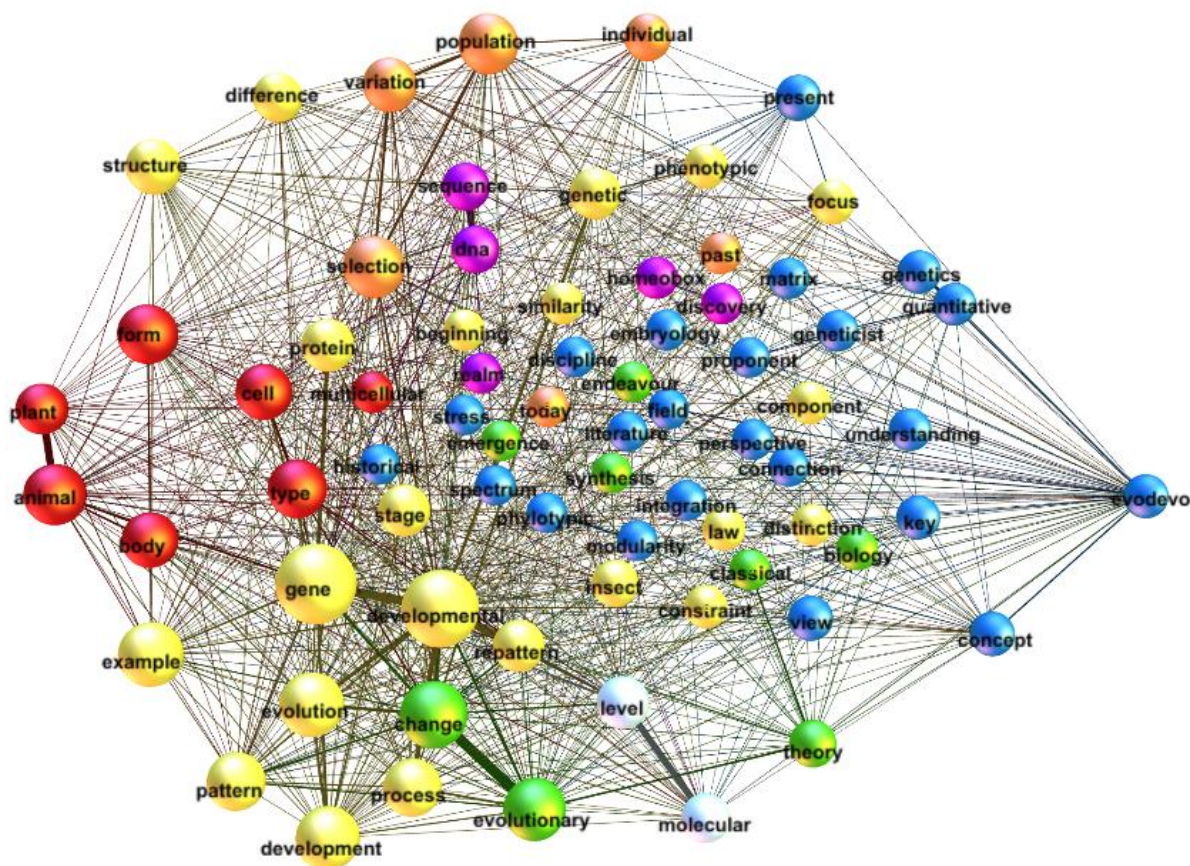 population
individual
variation
difference
present
structure
sequence
genetic
phenotypic
focus
dna
selection
past
homeobox
matrix
genetics
discovery
quantitative
similarity
form
protein
beginning
embryology
geneticist
discipline
proponent
realm
endeavour
cell
multicellular
plant
stress
today
field
component
emergence
literature
perspective
understanding
historical
connection
animal
type
spectrum
synthesis
evodevo
stage
phylotypic
integration
law
distinction
key
body
modularity
biology
gene
insect
classical
developmental
constraint
view
example
repattern
concept
evolution
change
level
theory
pattern
process
evolutionary
molecular
development